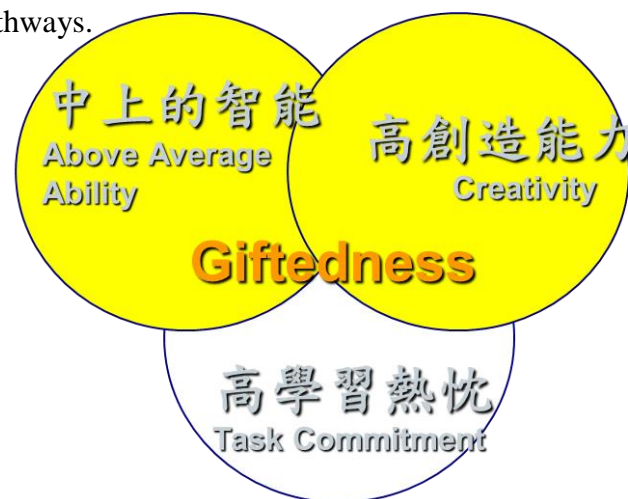 thways.
中上的智能
Above Average
Ability
高創造能力
Creativity
Giftedness
高學習熱忱
Task Commitment